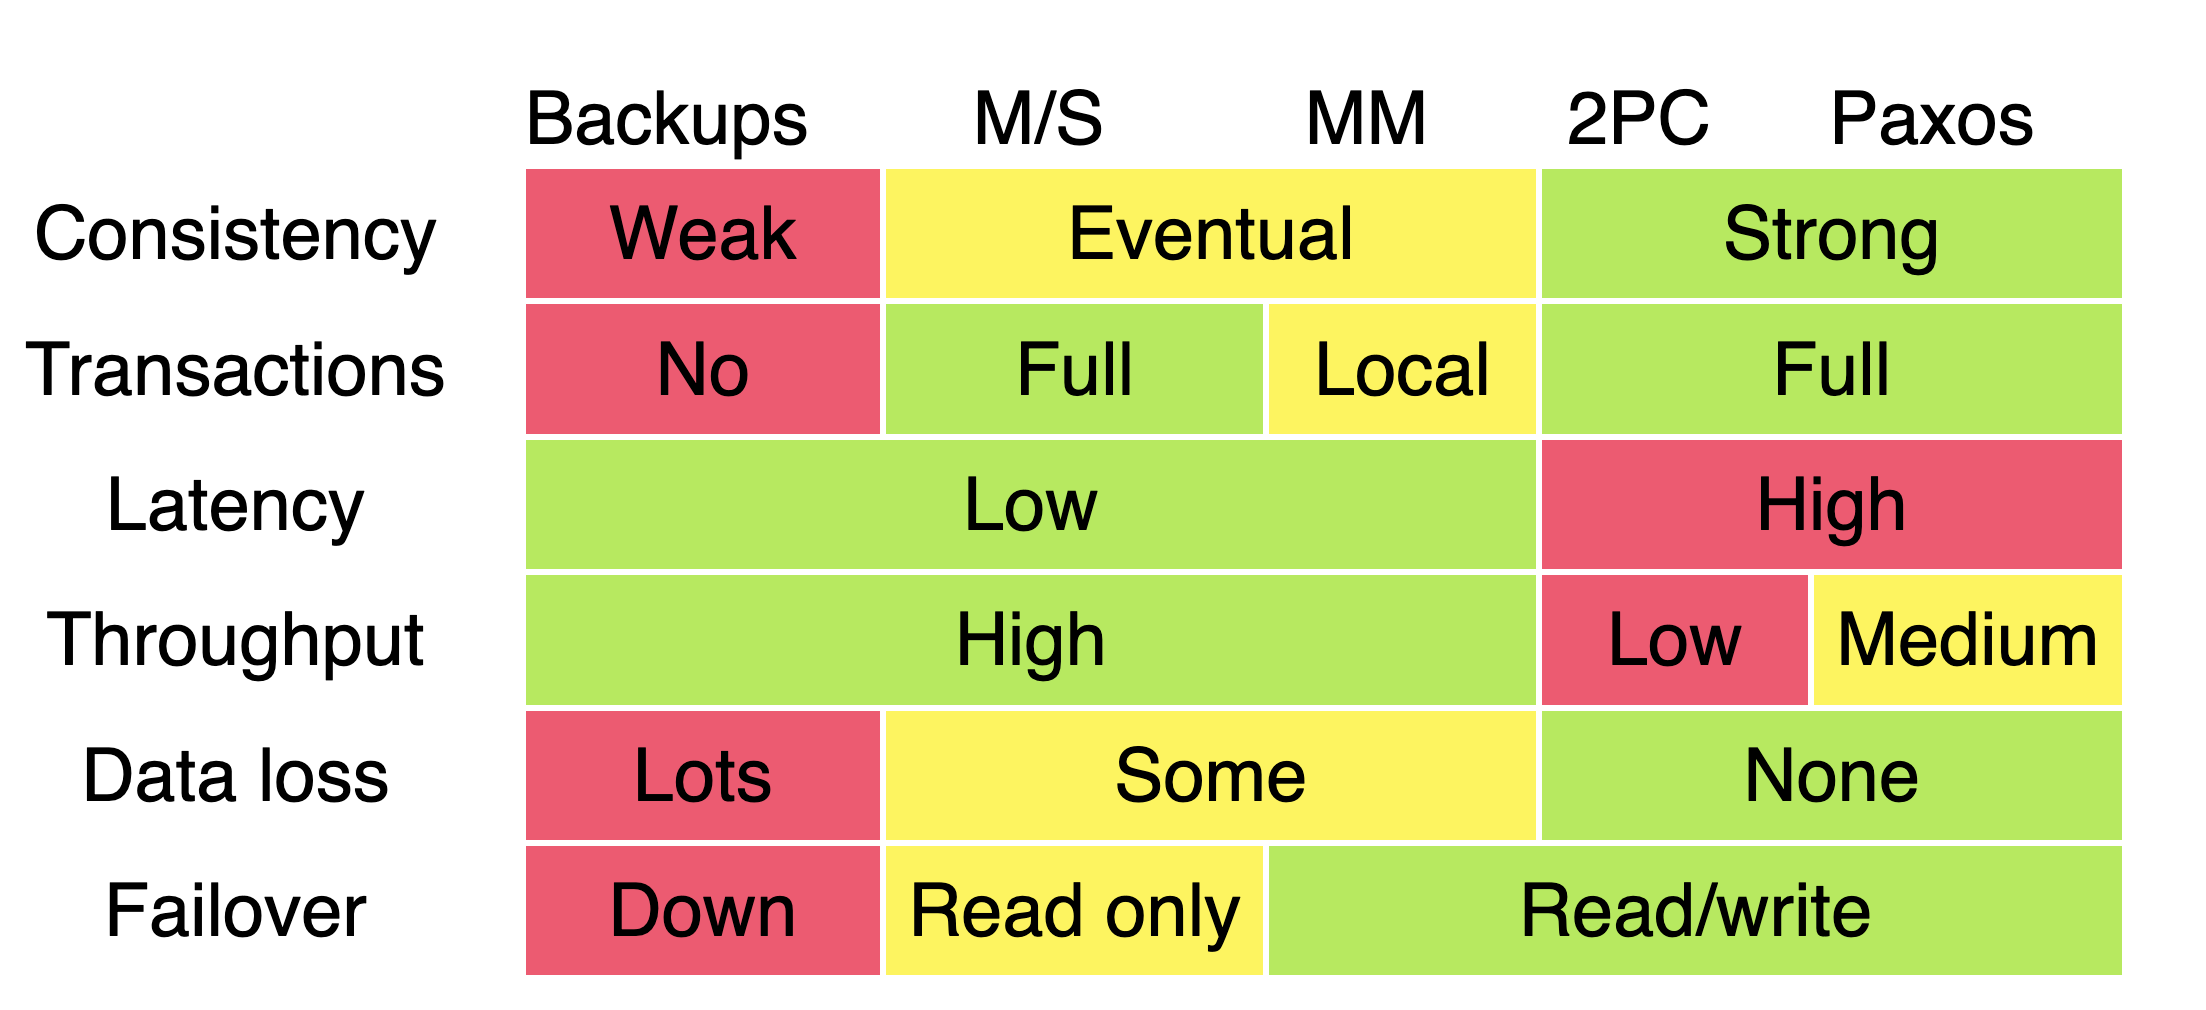 Backups M/S MM 2PC Paxos
Consistency Weak Eventual Strong
Transactions No Full Local Full
Latency Low High
Throughput High Low Medium
Data loss Lots Some None
Failover Down Read only Read/write